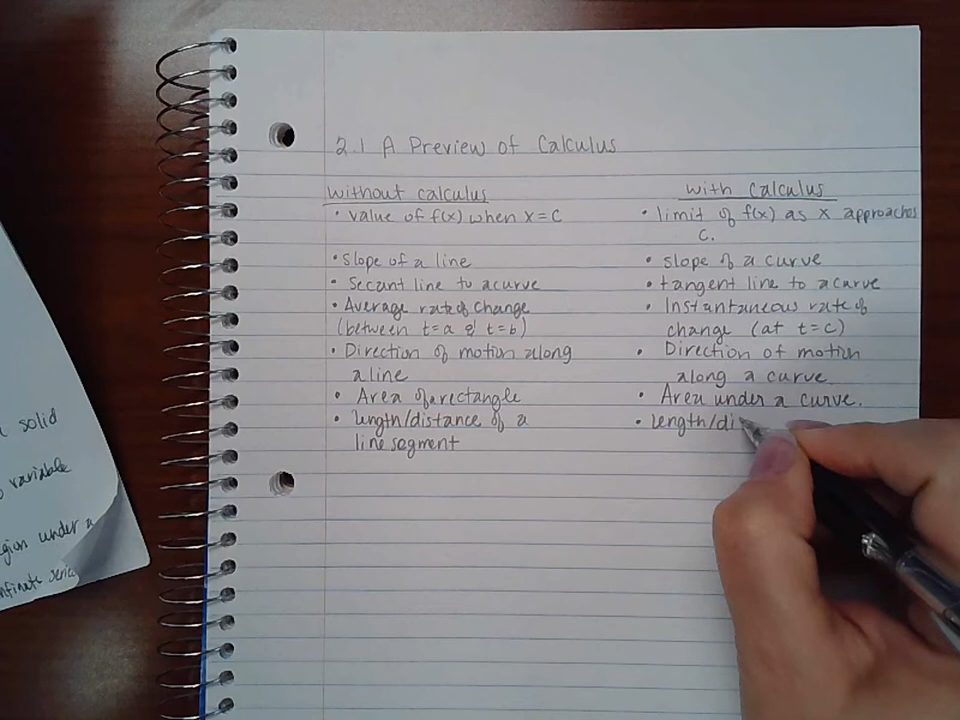 2.1 A Preview of Calculus
without calculus
• value of f(x) when x=c
• Slope of a line
• Secant line to a curve
• Average rate of change
(between t=a & t=b)
• Direction of motion along
a line
• Area of a rectangle
• length/distance of a
line segment
with calculus
• limit of f(x) as x approaches
c.
• slope of a curve
• tangent line to a curve
• Instantaneous rate of
change (at t=c)
• Direction of motion
along a curve
• Area under a curve.
• length/di
solid
variable
under a